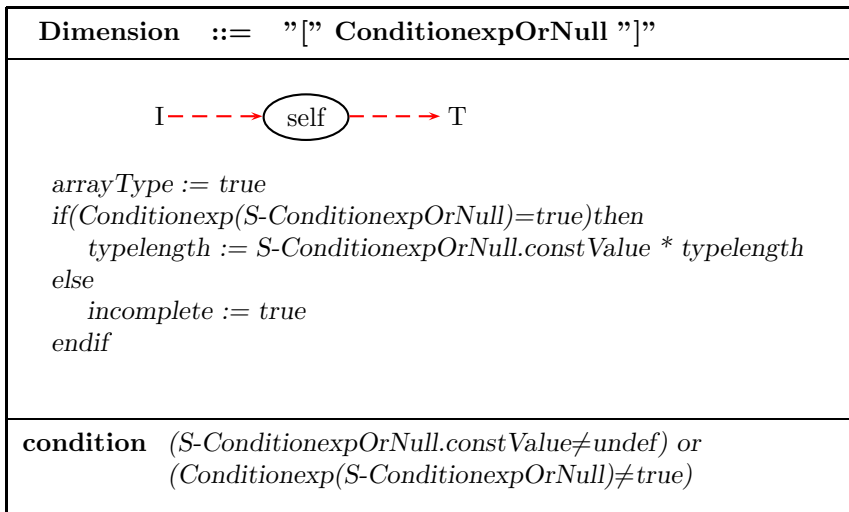 Dimension ::= ”[” ConditionexpOrNull ”]”
I self T
arrayType := true
if(Conditionexp(S-ConditionexpOrNull)=true)then
typelength := S-ConditionexpOrNull.constValue * typelength
else
incomplete := true
endif
condition (S-ConditionexpOrNull.constValue≠undef) or
(Conditionexp(S-ConditionexpOrNull)≠true)